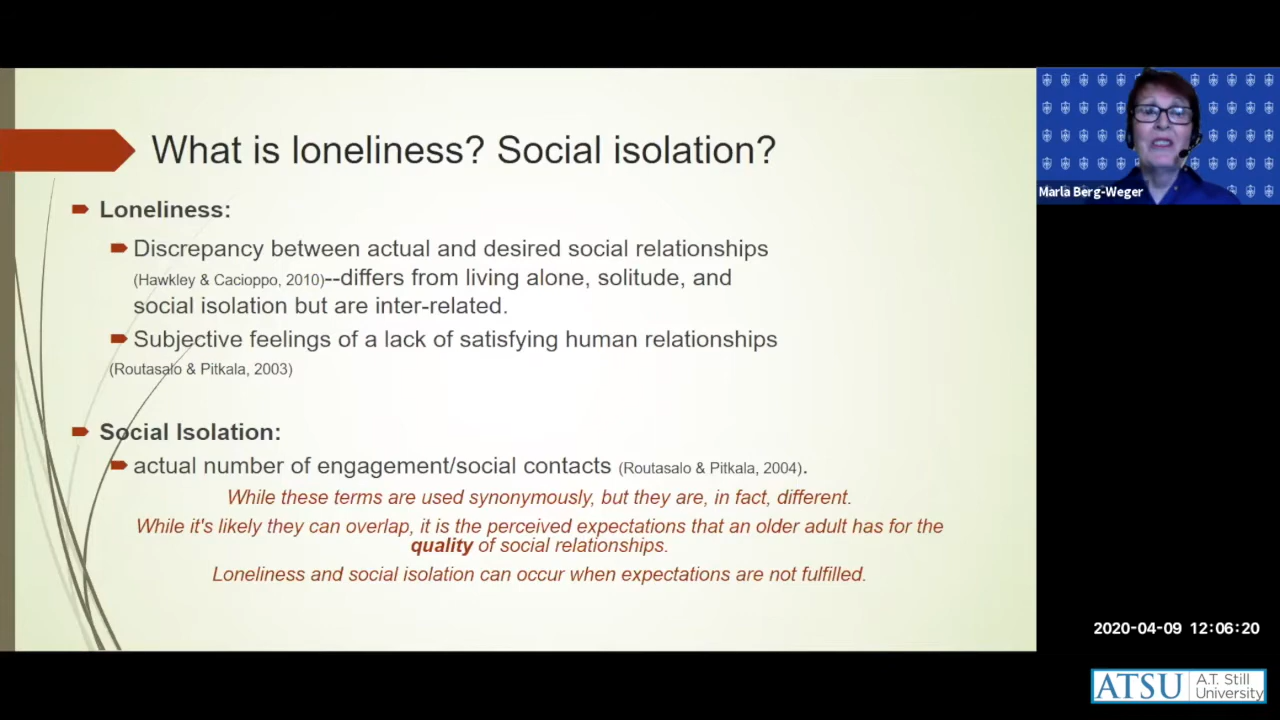 What is loneliness? Social isolation?
Loneliness:
Discrepancy between actual and desired social relationships
(Hawkley & Cacioppo, 2010)--differs from living alone, solitude, and
social isolation but are inter-related.
Subjective feelings of a lack of satisfying human relationships
(Routasalo & Pitkala, 2003)
Social Isolation:
actual number of engagement/social contacts (Routasalo & Pitkala, 2004).
While these terms are used synonymously, but they are, in fact, different.
While it's likely they can overlap, it is the perceived expectations that an older adult has for the
quality of social relationships.
Loneliness and social isolation can occur when expectations are not fulfilled.
Marla Berg-Weger
2020-04-09 12:06:20
ATSU A.T. Still
University